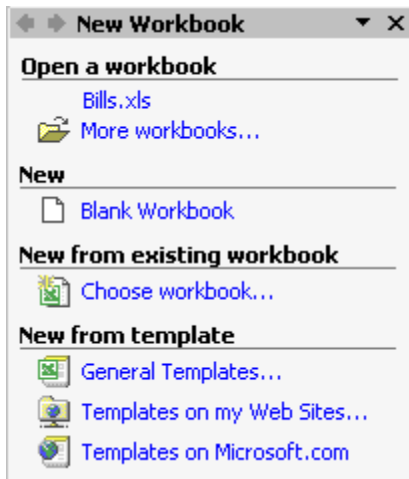 New Workbook
Open a workbook
Bills.xls
More workbooks...
New
Blank Workbook
New from existing workbook
Choose workbook...
New from template
General Templates...
Templates on my Web Sites...
Templates on Microsoft.com